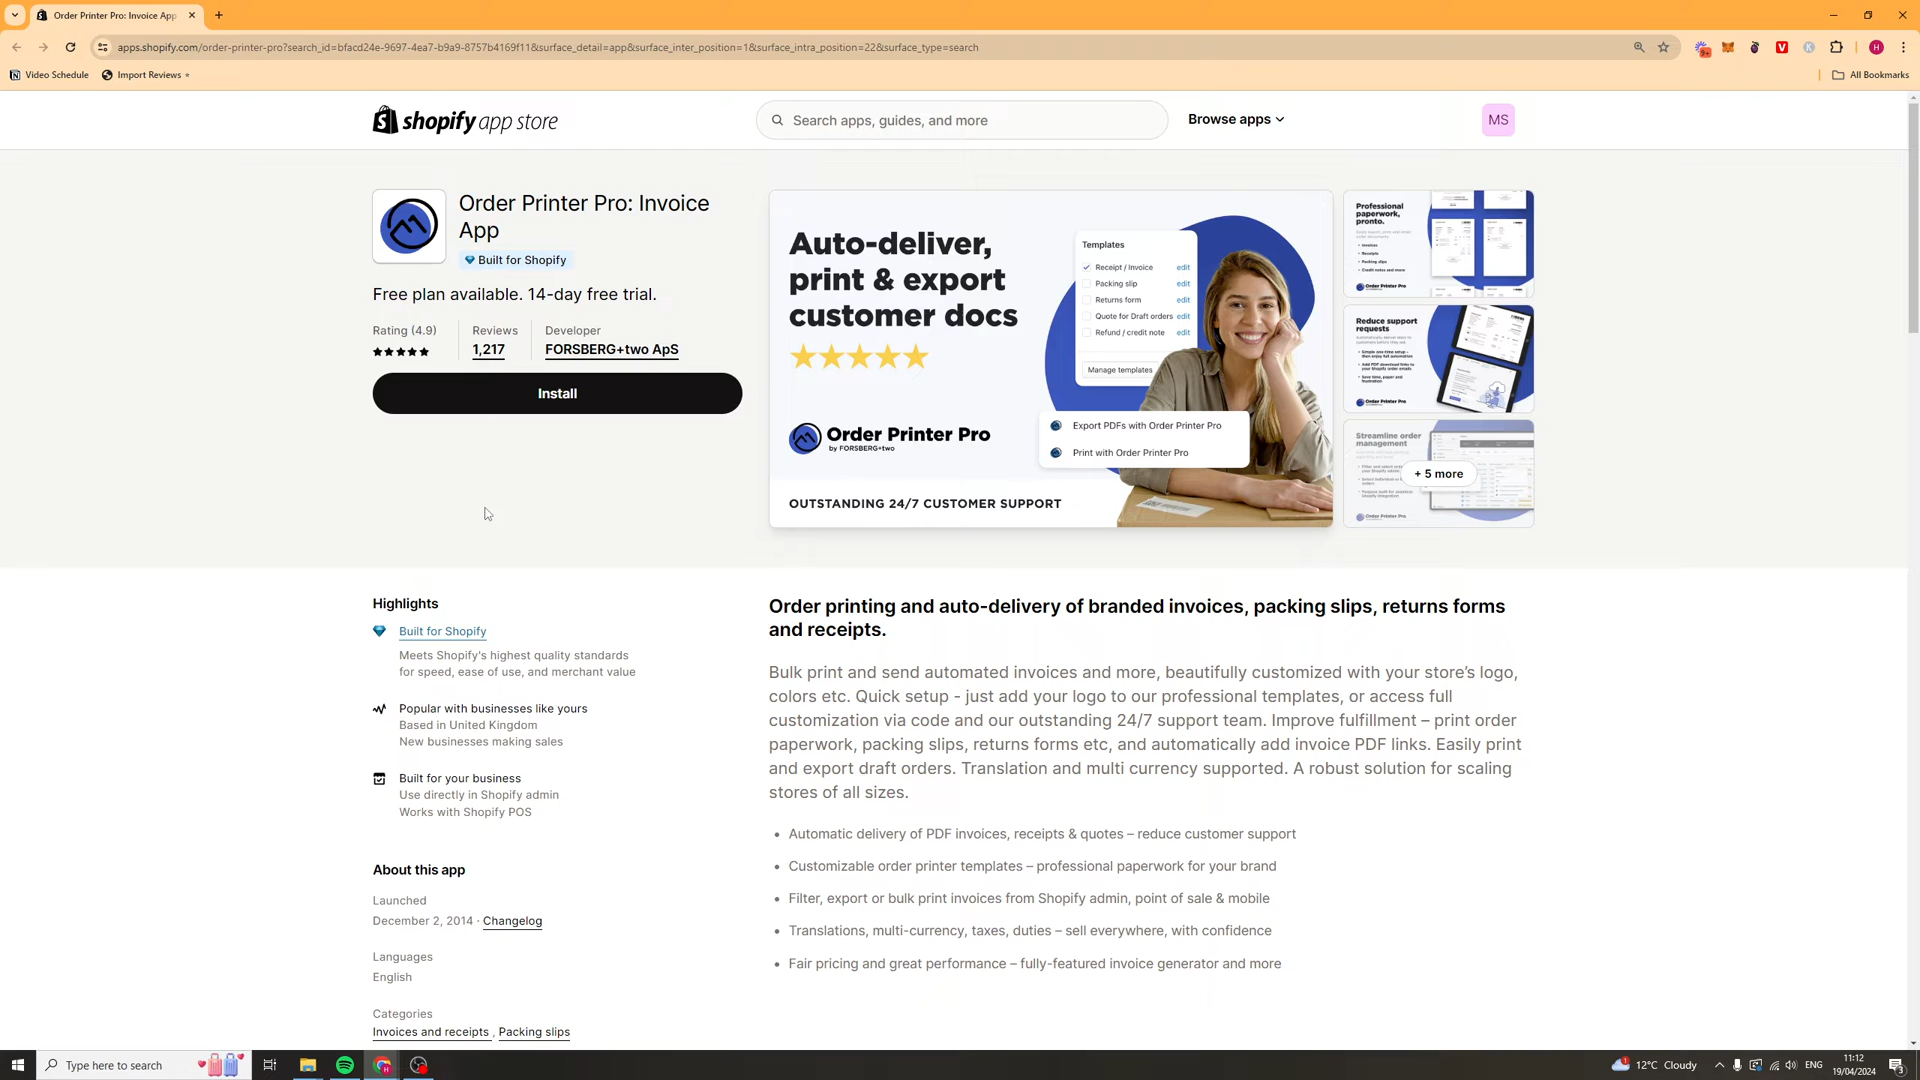 Order Printer Pro: Invoice App
apps.shopify.com/order-printer-pro?search_id=bfacd24e-9697-4ea7-b9a9-8757b4169f11&surface_detail=app&surface_inter_position=1&surface_intra_position=22&surface_type=search
Video Schedule
Import Reviews
All Bookmarks
shopify app store
Search apps, guides, and more
Browse apps
MS
Order Printer Pro: Invoice
App
Built for Shopify
Free plan available. 14-day free trial.
Rating (4.9)
Reviews
1,217
Developer
FORSBERG+two ApS
Install
Auto-deliver,
print & export
customer docs
Order Printer Pro
by FORSBERG+two
OUTSTANDING 24/7 CUSTOMER SUPPORT
Templates
Receipt / Invoice edit
Packing slip edit
Returns form edit
Quote for Draft orders edit
Refund / credit note edit
Manage templates
Export PDFs with Order Printer Pro
Print with Order Printer Pro
Professional
paperwork,
pronto.
Order Printer Pro
Reduce support
requests
Order Printer Pro
Streamline order
management
+ 5 more
Order Printer Pro
Highlights
Built for Shopify
Meets Shopify's highest quality standards
for speed, ease of use, and merchant value
Popular with businesses like yours
Based in United Kingdom
New businesses making sales
Built for your business
Use directly in Shopify admin
Works with Shopify POS
About this app
Launched
December 2, 2014 · Changelog
Languages
English
Categories
Invoices and receipts , Packing slips
Order printing and auto-delivery of branded invoices, packing slips, returns forms
and receipts.
Bulk print and send automated invoices and more, beautifully customized with your store’s logo,
colors etc. Quick setup - just add your logo to our professional templates, or access full
customization via code and our outstanding 24/7 support team. Improve fulfillment – print order
paperwork, packing slips, returns forms etc, and automatically add invoice PDF links. Easily print
and export draft orders. Translation and multi currency supported. A robust solution for scaling
stores of all sizes.
• Automatic delivery of PDF invoices, receipts & quotes – reduce customer support
• Customizable order printer templates – professional paperwork for your brand
• Filter, export or bulk print invoices from Shopify admin, point of sale & mobile
• Translations, multi-currency, taxes, duties – sell everywhere, with confidence
• Fair pricing and great performance – fully-featured invoice generator and more
Type here to search
12°C Cloudy
ENG
11:12
19/04/2024